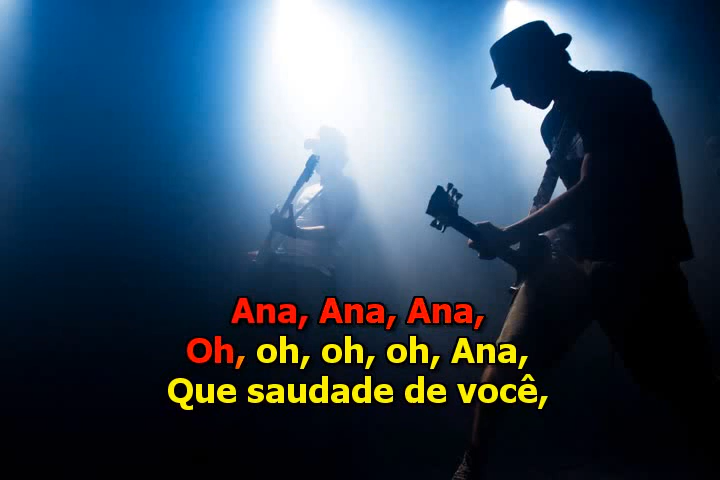 Ana, Ana, Ana,
Oh, oh, oh, oh, Ana,
Que saudade de você,